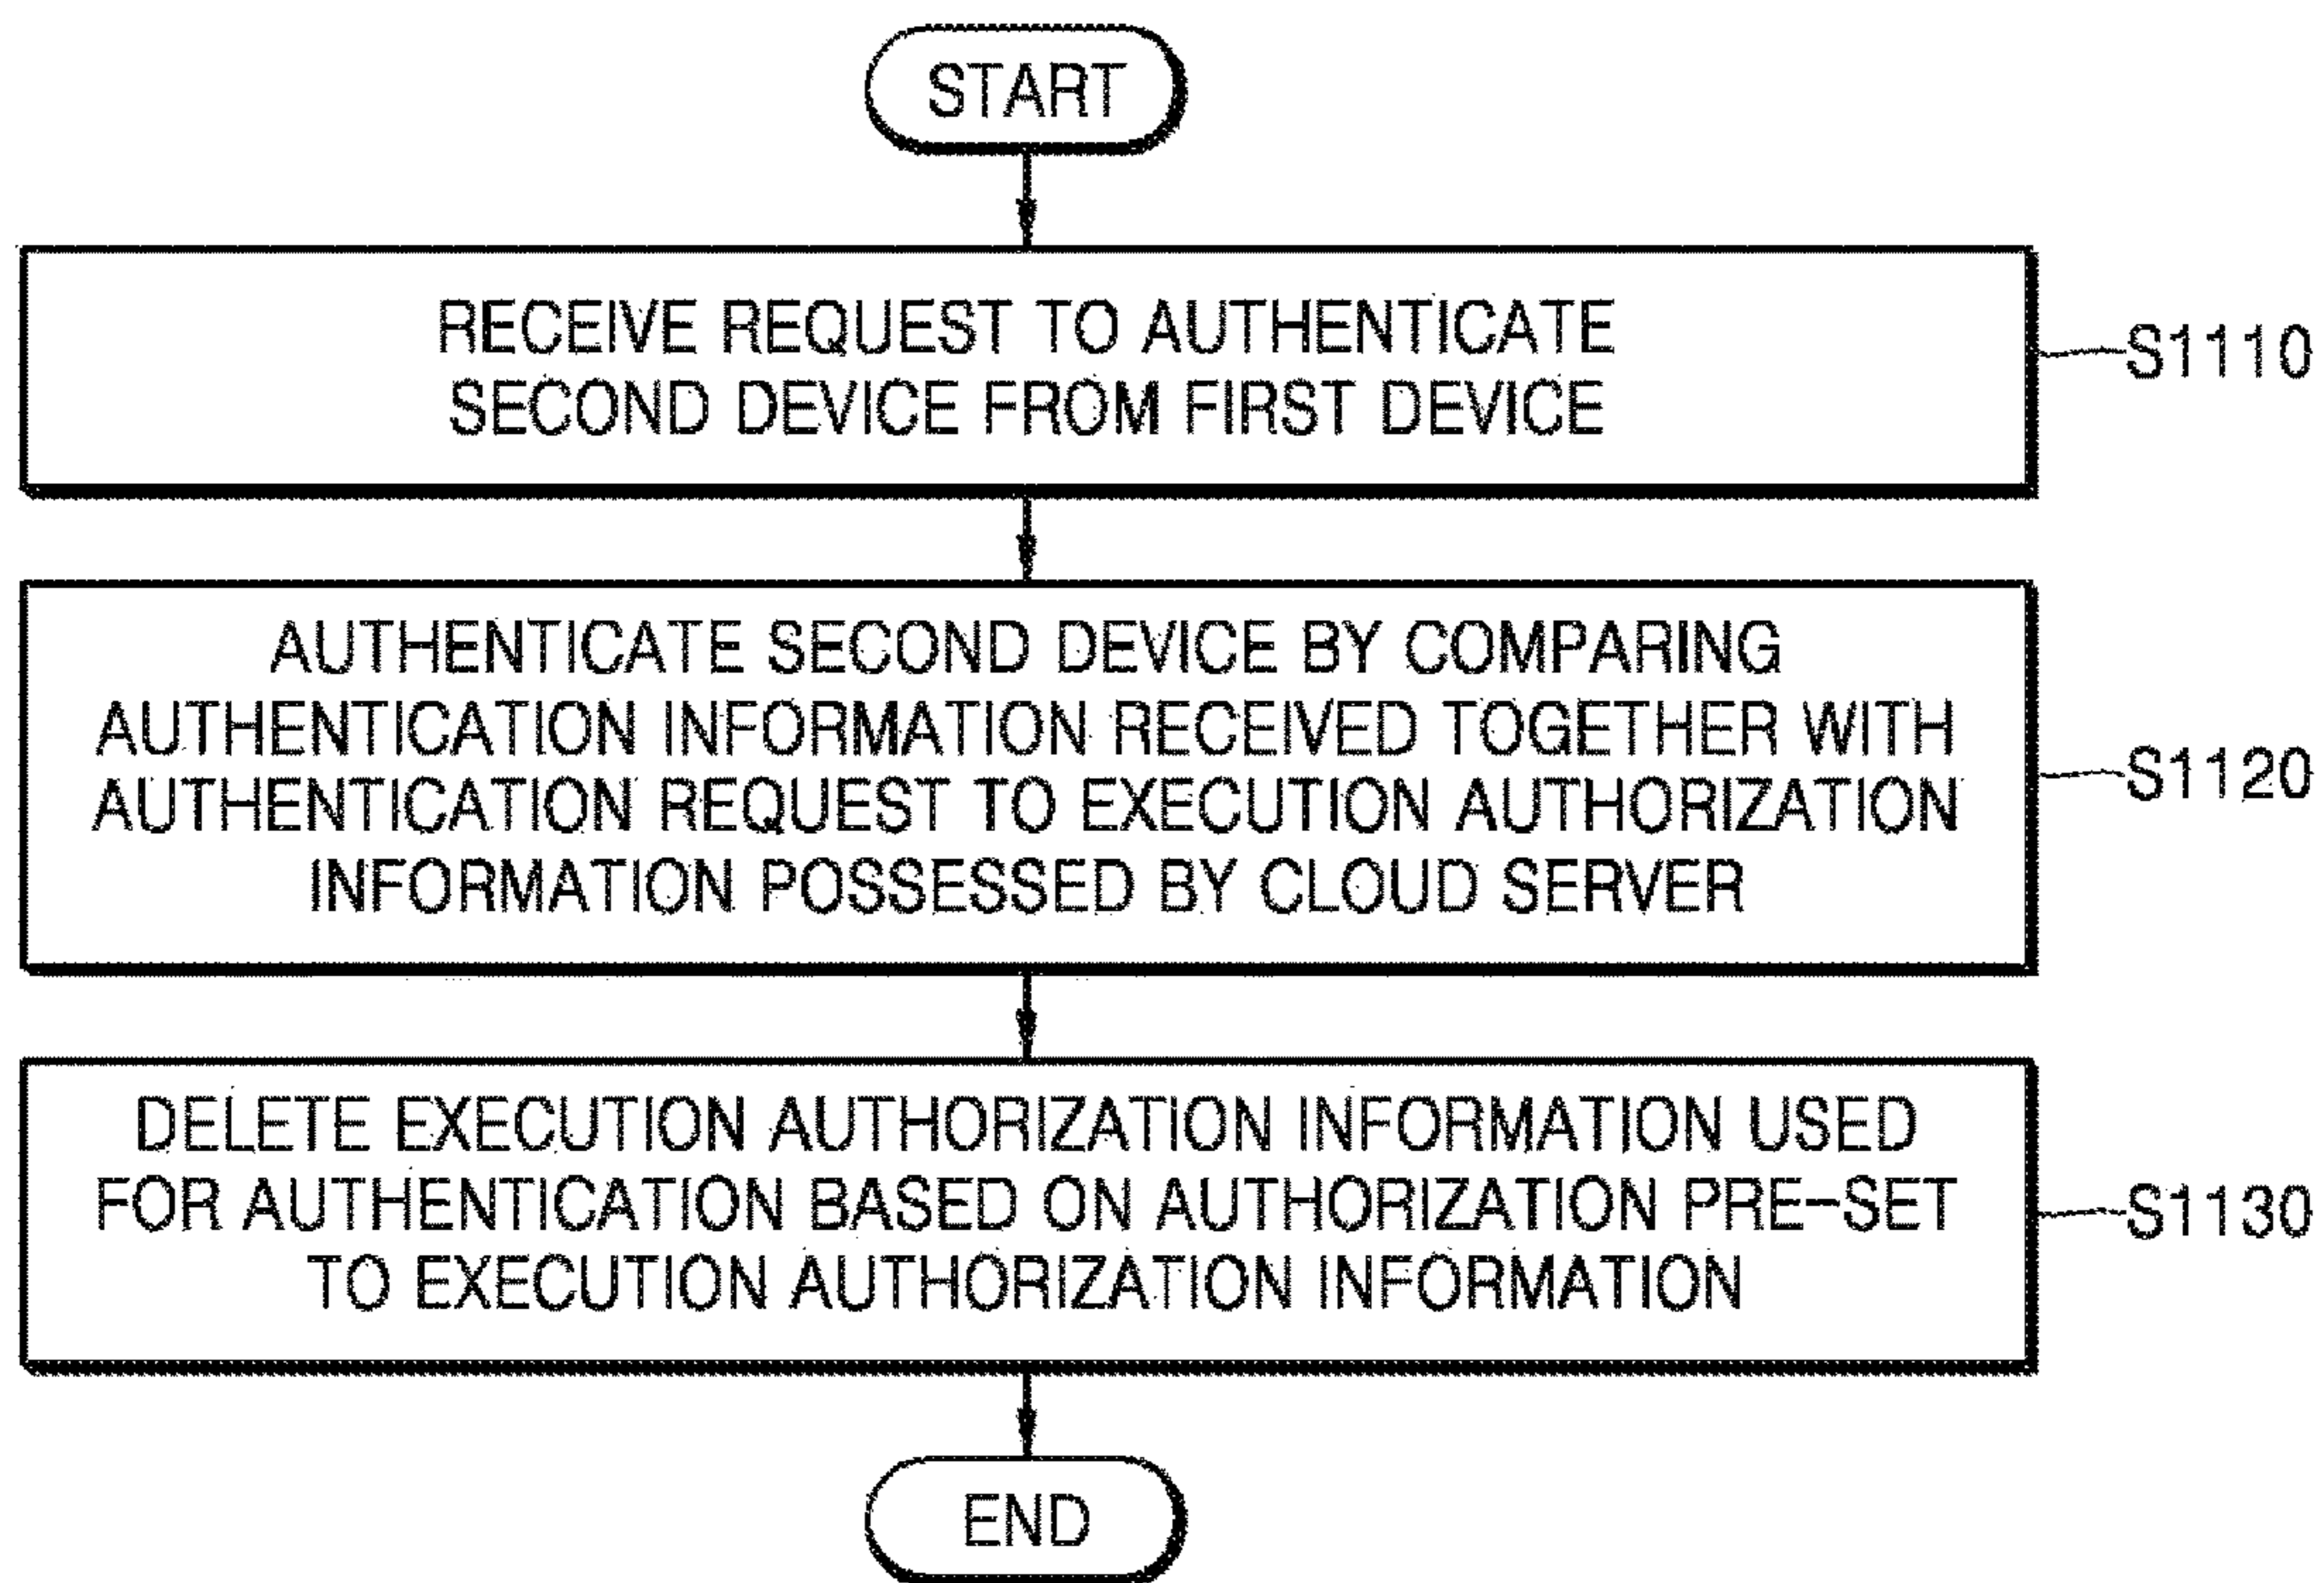 START
RECEIVE REQUEST TO AUTHENTICATE
SECOND DEVICE FROM FIRST DEVICE
S1110
AUTHENTICATE SECOND DEVICE BY COMPARING
AUTHENTICATION INFORMATION RECEIVED TOGETHER WITH
AUTHENTICATION REQUEST TO EXECUTION AUTHORIZATION
INFORMATION POSSESSED BY CLOUD SERVER
S1120
DELETE EXECUTION AUTHORIZATION INFORMATION USED
FOR AUTHENTICATION BASED ON AUTHORIZATION PRE-SET
TO EXECUTION AUTHORIZATION INFORMATION
S1130
END